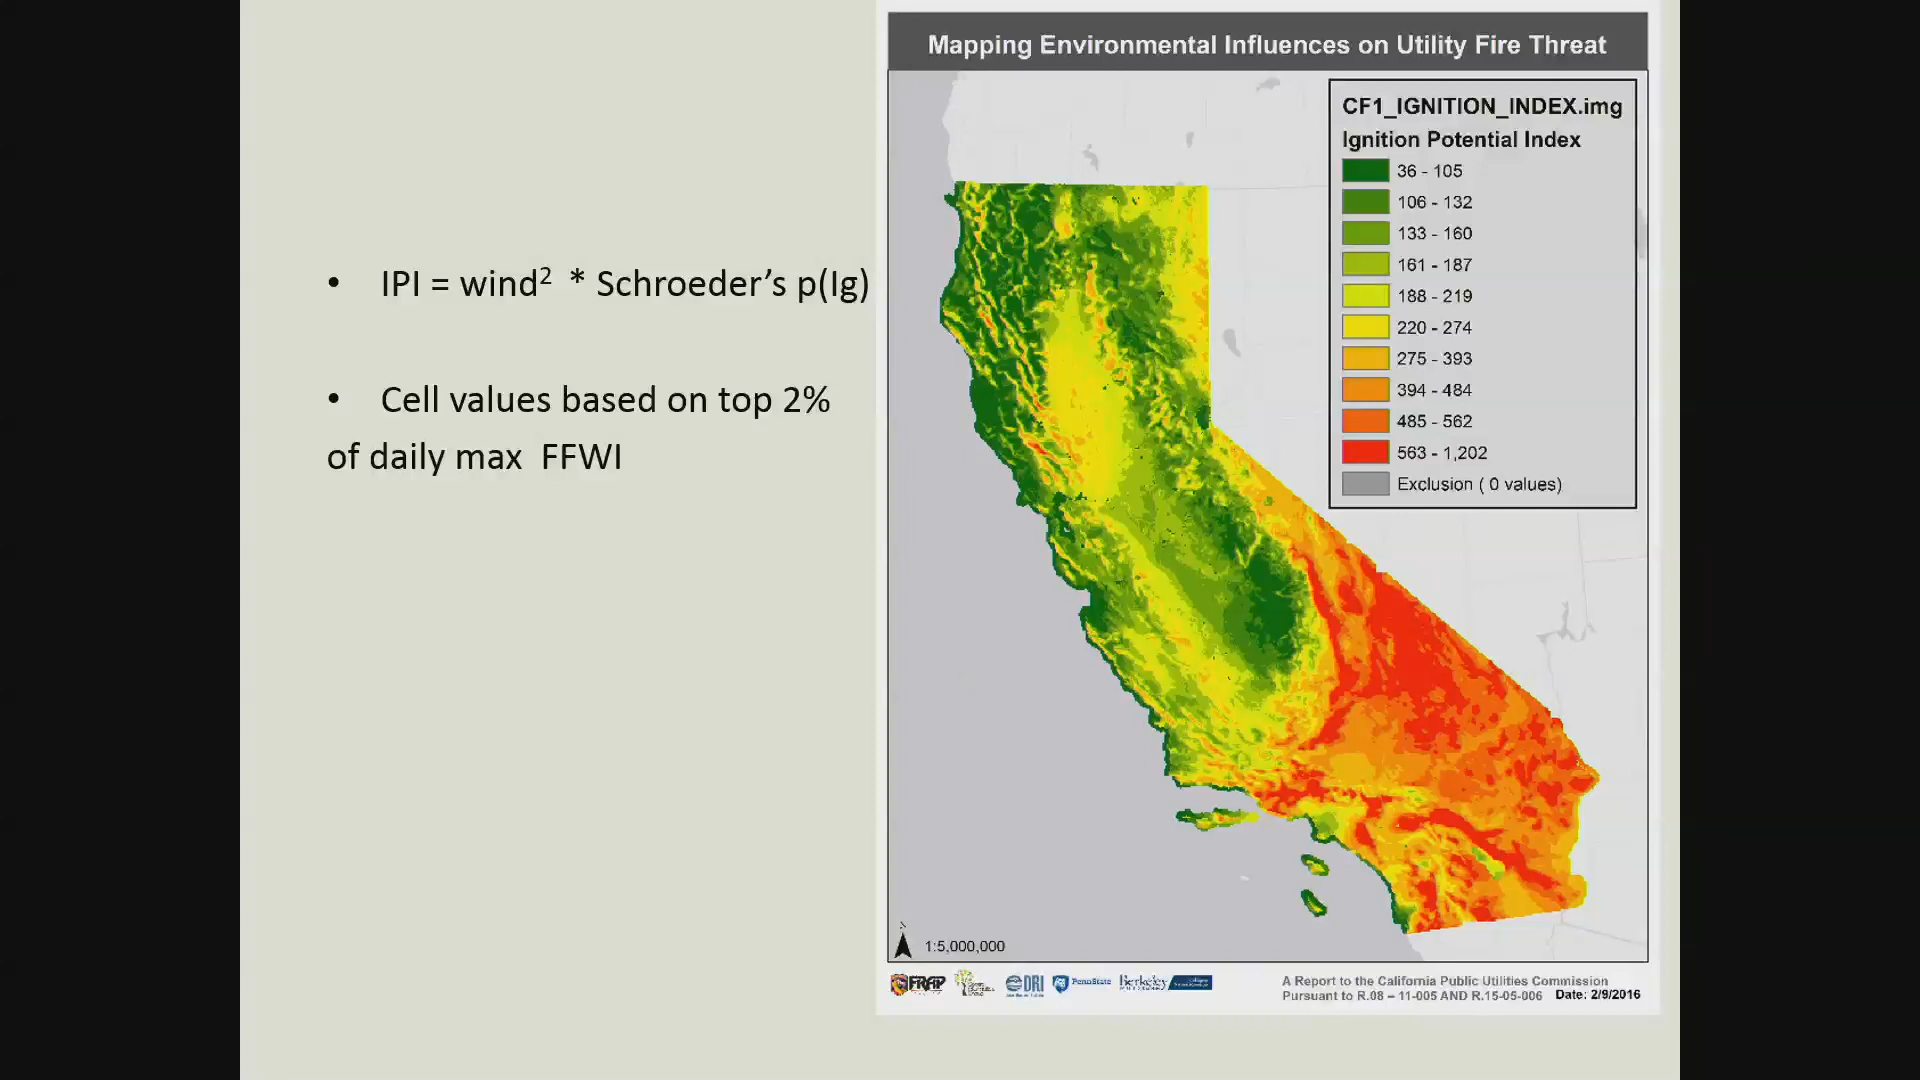 • IPI = wind² * Schroeder’s p(Ig)
• Cell values based on top 2%
of daily max FFWI
Mapping Environmental Influences on Utility Fire Threat
CF1_IGNITION_INDEX.img
Ignition Potential Index
36 - 105
106 - 132
133 - 160
161 - 187
188 - 219
220 - 274
275 - 393
394 - 484
485 - 562
563 - 1,202
Exclusion ( 0 values)
1:5,000,000
FRAP
DRI
PennState
Berkeley
A Report to the California Public Utilities Commission
Pursuant to R.08 – 11-005 AND R.15-05-006 Date: 2/9/2016